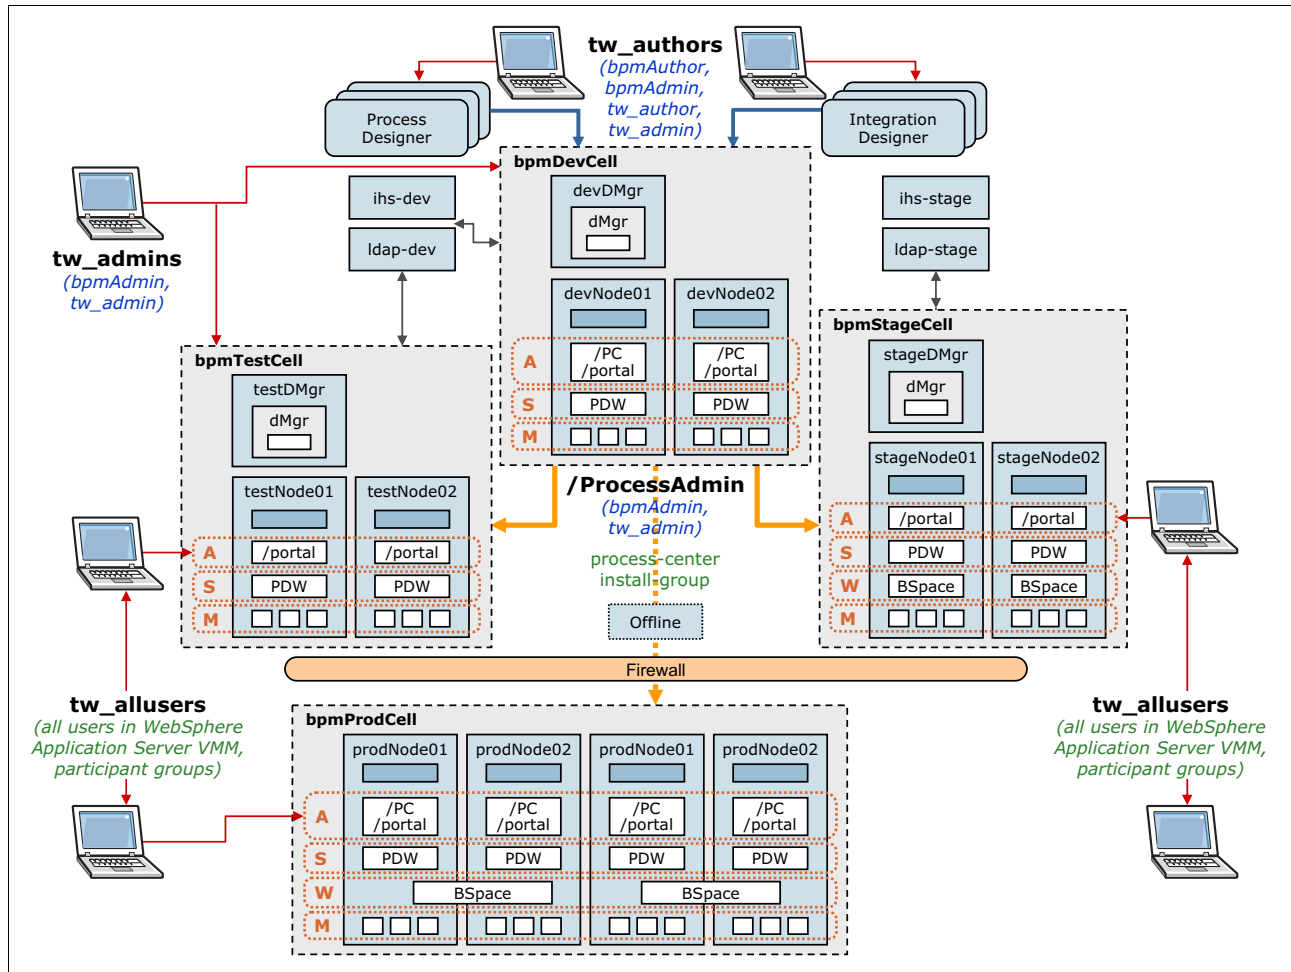 tw_authors
(bpmAuthor,
bpmAdmin,
tw_author,
tw_admin)
Process
Designer
Integration
Designer
tw_admins
(bpmAdmin,
tw_admin)
ihs-dev
ldap-dev
ihs-stage
ldap-stage
bpmDevCell
devDMgr
dMgr
devNode01
devNode02
A
/PC
/portal
/PC
/portal
S
PDW
PDW
M
bpmTestCell
testDMgr
dMgr
testNode01
testNode02
A
/portal
/portal
S
PDW
PDW
M
/ProcessAdmin
(bpmAdmin,
tw_admin)
process-center
install-group
Offline
Firewall
bpmStageCell
stageDMgr
dMgr
stageNode01
stageNode02
A
/portal
/portal
S
PDW
PDW
W
BSpace
BSpace
M
tw_allusers
(all users in WebSphere
Application Server VMM,
participant groups)
tw_allusers
(all users in WebSphere
Application Server VMM,
participant groups)
bpmProdCell
prodNode01
prodNode02
prodNode01
prodNode02
A
/PC
/portal
/PC
/portal
/PC
/portal
/PC
/portal
S
PDW
PDW
PDW
PDW
W
BSpace
BSpace
M